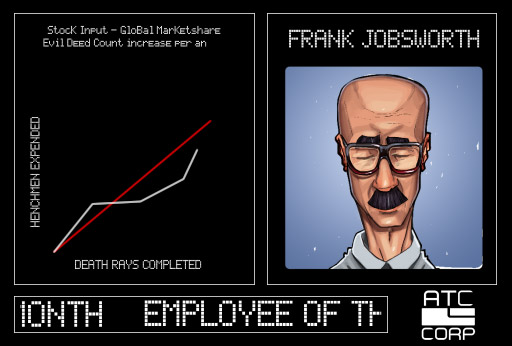 StocK Input - GloBal MarKetshare
Evil Deed Count increase per an
HENCHMEN EXPENDED
DEATH RAYS COMPLETED
FRANK JOBSWORTH
IONTH EMPLOYEE OF TH
ATC
CORP